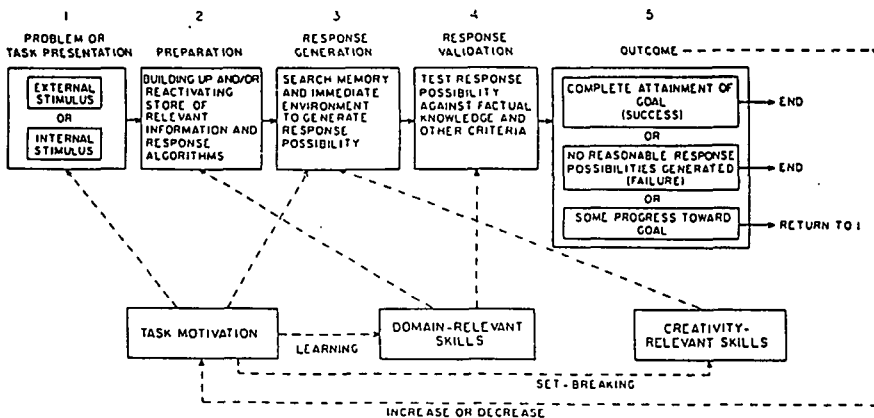 1
2
3
4
5
PROBLEM OR
TASK PRESENTATION
PREPARATION
RESPONSE
GENERATION
RESPONSE
VALIDATION
OUTCOME
EXTERNAL
STIMULUS
OR
INTERNAL
STIMULUS
BUILDING UP AND/OR
REACTIVATING
STORE OF
RELEVANT
INFORMATION AND
RESPONSE
ALGORITHMS
SEARCH MEMORY
AND IMMEDIATE
ENVIRONMENT
TO GENERATE
RESPONSE
POSSIBILITY
TEST RESPONSE
POSSIBILITY
AGAINST FACTUAL
KNOWLEDGE AND
OTHER CRITERIA
COMPLETE ATTAINMENT OF
GOAL
(SUCCESS)
END
OR
NO REASONABLE RESPONSE
POSSIBILITIES GENERATED
(FAILURE)
END
OR
SOME PROGRESS TOWARD
GOAL
RETURN TO 1
TASK MOTIVATION
LEARNING
DOMAIN-RELEVANT
SKILLS
CREATIVITY-
RELEVANT SKILLS
SET-BREAKING
INCREASE OR DECREASE